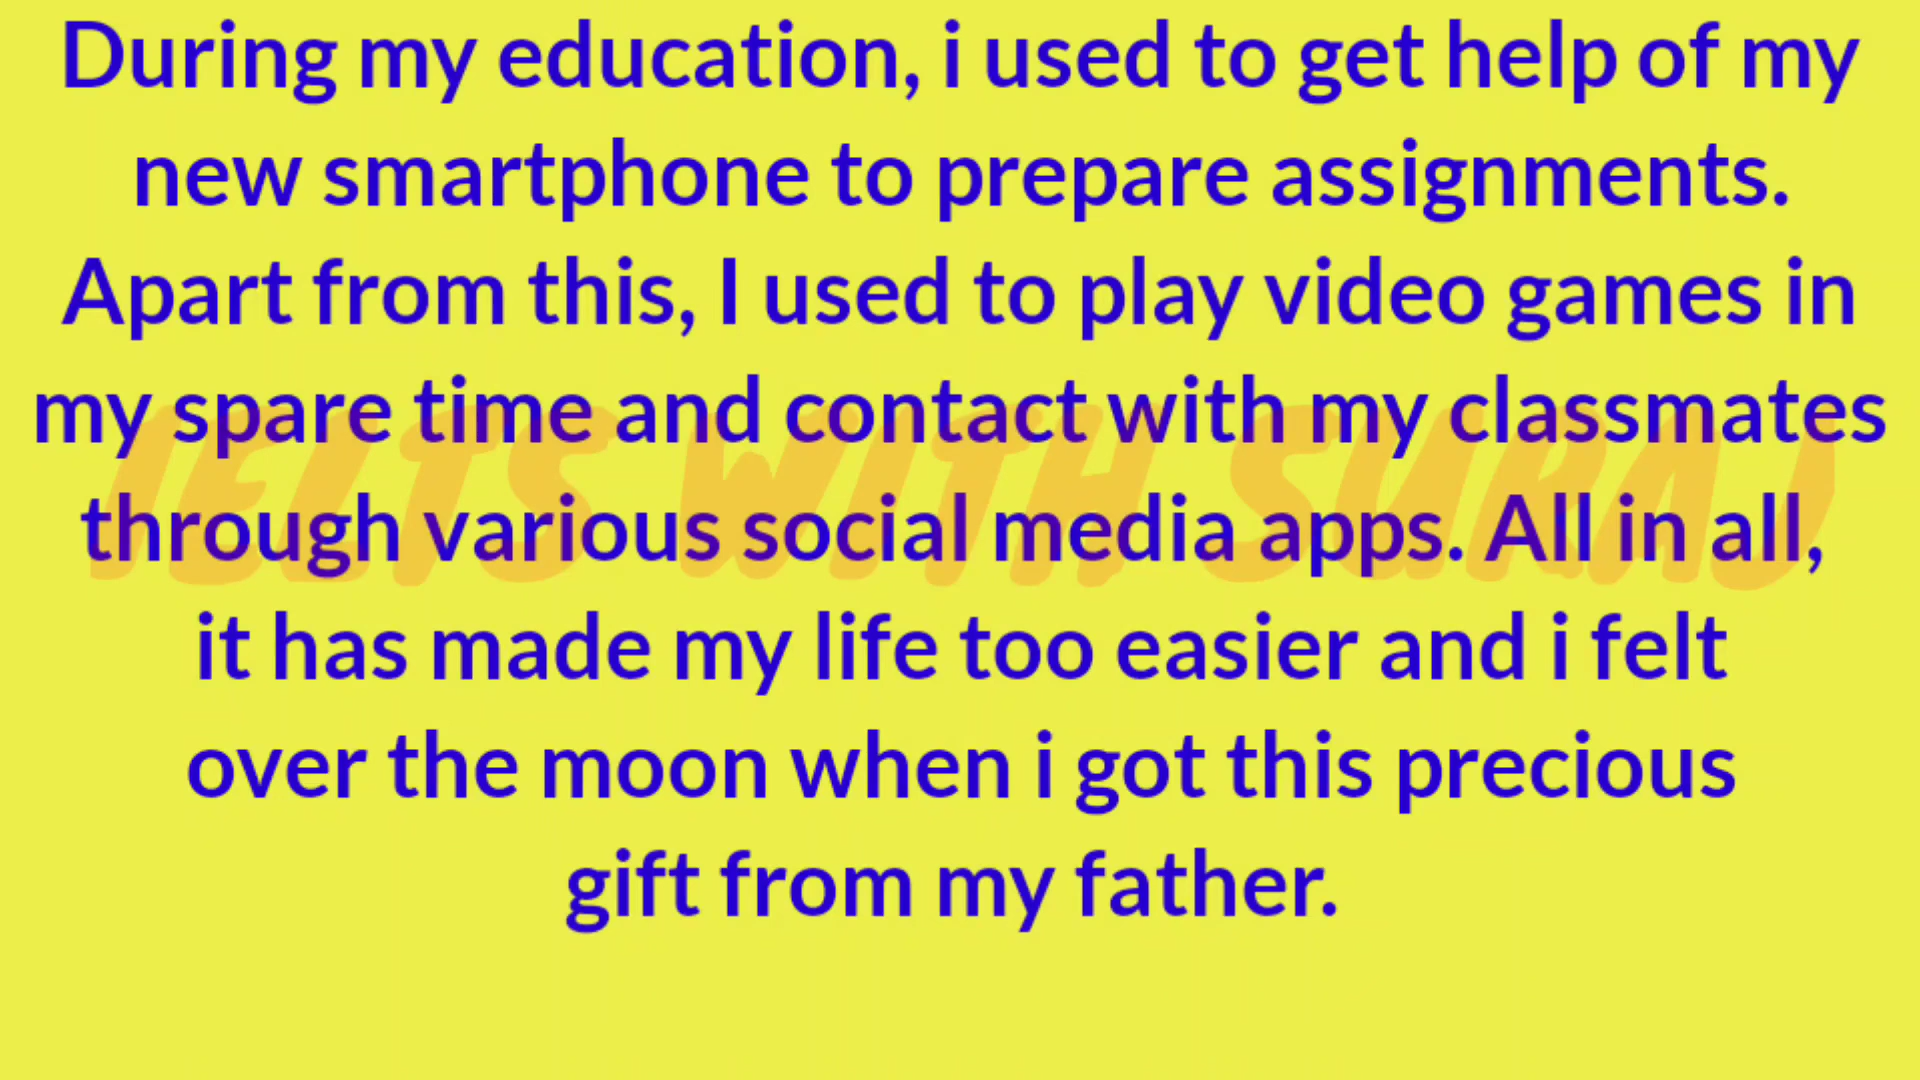 During my education, i used to get help of my
new smartphone to prepare assignments.
Apart from this, I used to play video games in
my spare time and contact with my classmates
IELTS WITH SURAJ
through various social media apps. All in all,
it has made my life too easier and i felt
over the moon when i got this precious
gift from my father.